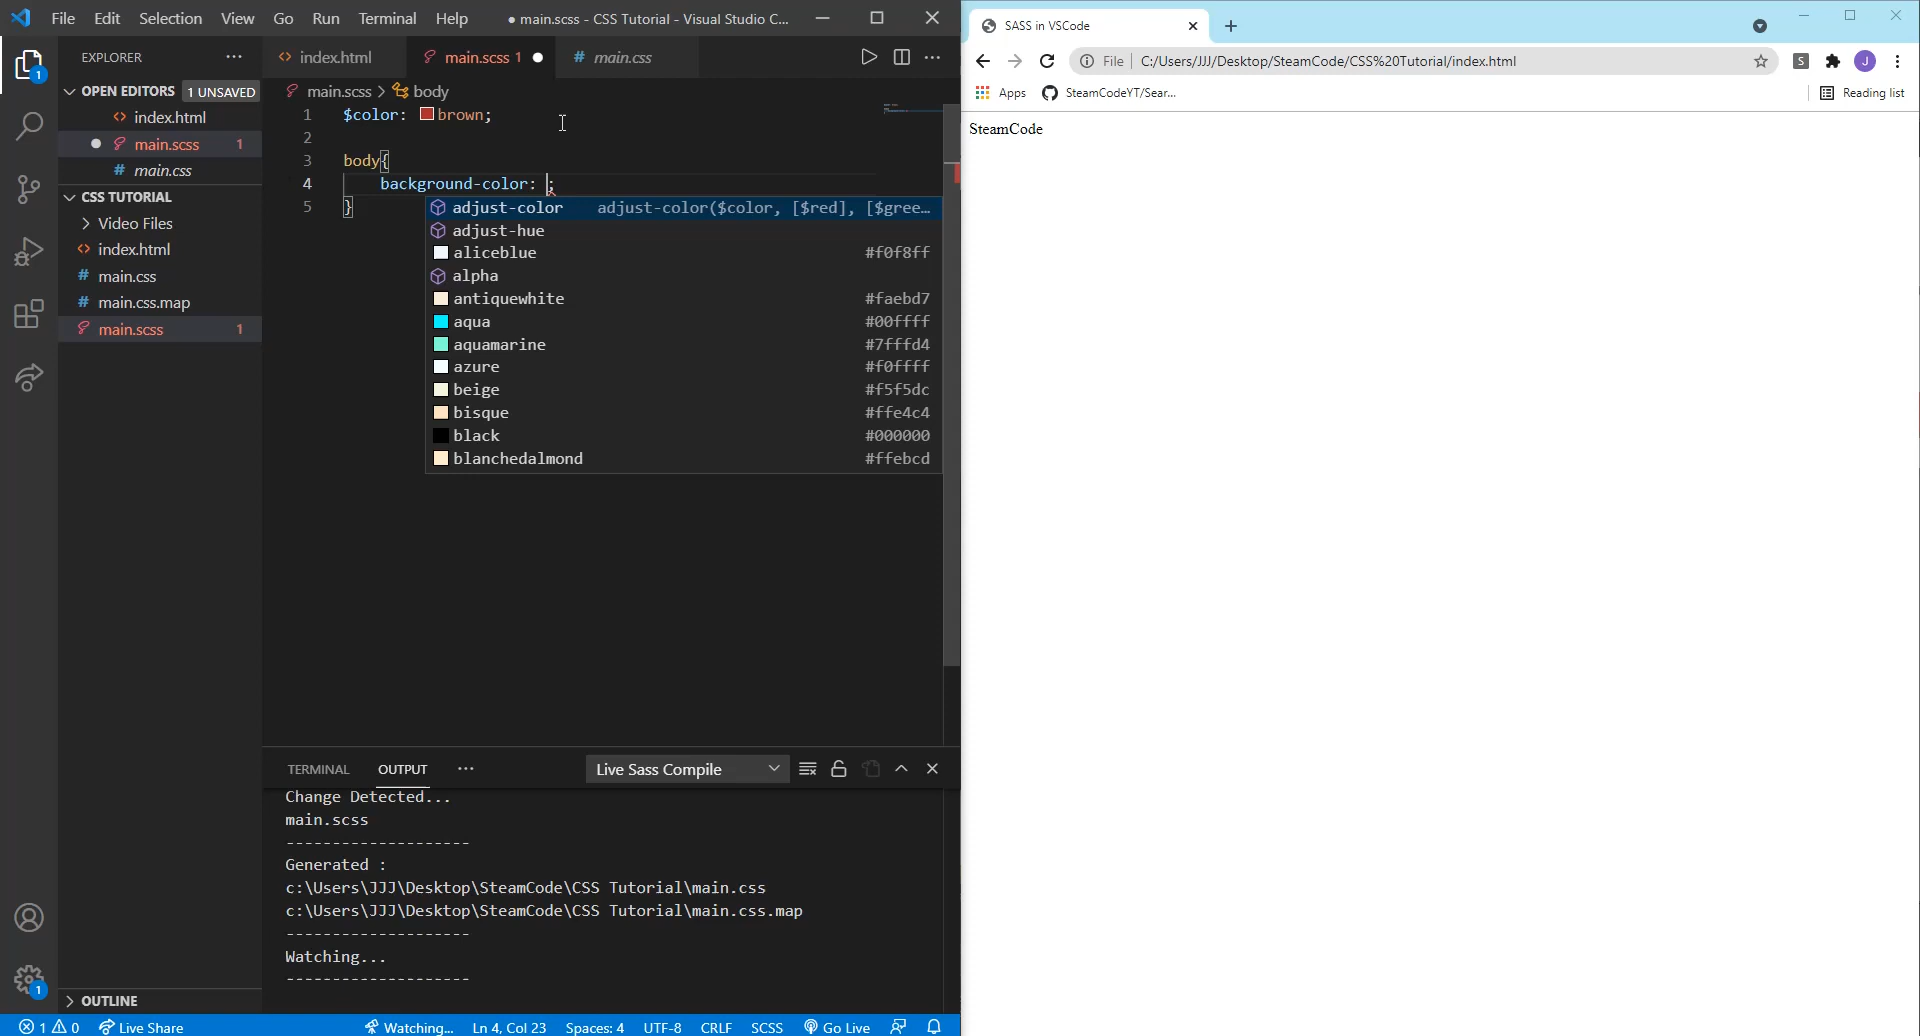 File Edit Selection View Go Run Terminal Help ● main.scss - CSS Tutorial - Visual Studio C...
EXPLORER
OPEN EDITORS 1 UNSAVED
index.html
main.scss 1
main.css
CSS TUTORIAL
Video Files
index.html
main.css
main.css.map
main.scss 1
OUTLINE
1
1
index.html main.scss 1 main.css
main.scss > body
1 $color: brown;
2
3 body{
4 background-color: ;
5 }
adjust-color adjust-color($color, [$red], [$gree…
adjust-hue
aliceblue #f0f8ff
alpha
antiquewhite #faebd7
aqua #00ffff
aquamarine #7fffd4
azure #f0ffff
beige #f5f5dc
bisque #ffe4c4
black #000000
blanchedalmond #ffebcd
TERMINAL OUTPUT Live Sass Compile
Change Detected...
main.scss
--------------------
Generated :
c:\Users\JJJ\Desktop\SteamCode\CSS Tutorial\main.css
c:\Users\JJJ\Desktop\SteamCode\CSS Tutorial\main.css.map
--------------------
Watching...
--------------------
1 0 Live Share Watching... Ln 4, Col 23 Spaces: 4 UTF-8 CRLF SCSS Go Live
SASS in VSCode
File C:/Users/JJJ/Desktop/SteamCode/CSS%20Tutorial/index.html S J
Apps SteamCodeYT/Sear... Reading list
SteamCode